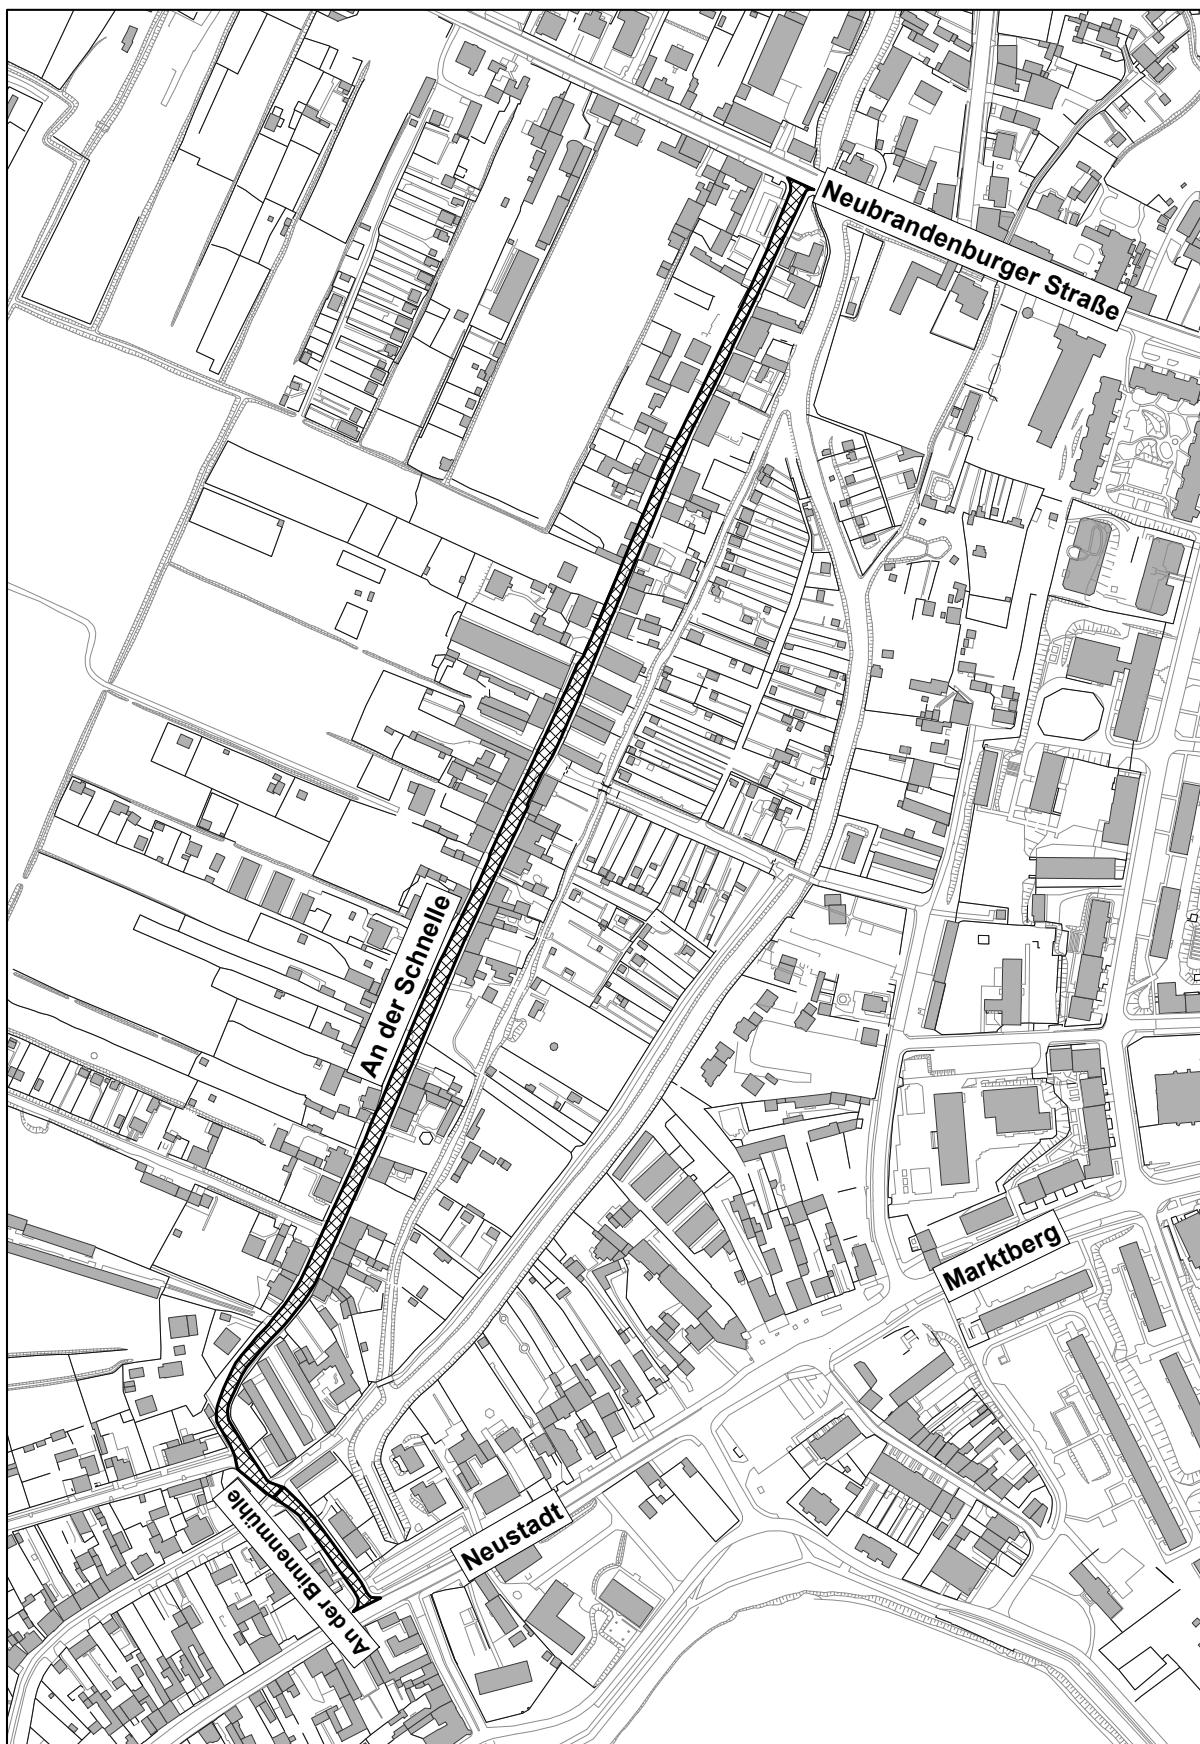 Neubrandenburger Straße
An der Schnelle
Marktberg
Neustadt
An der Binnenmühle